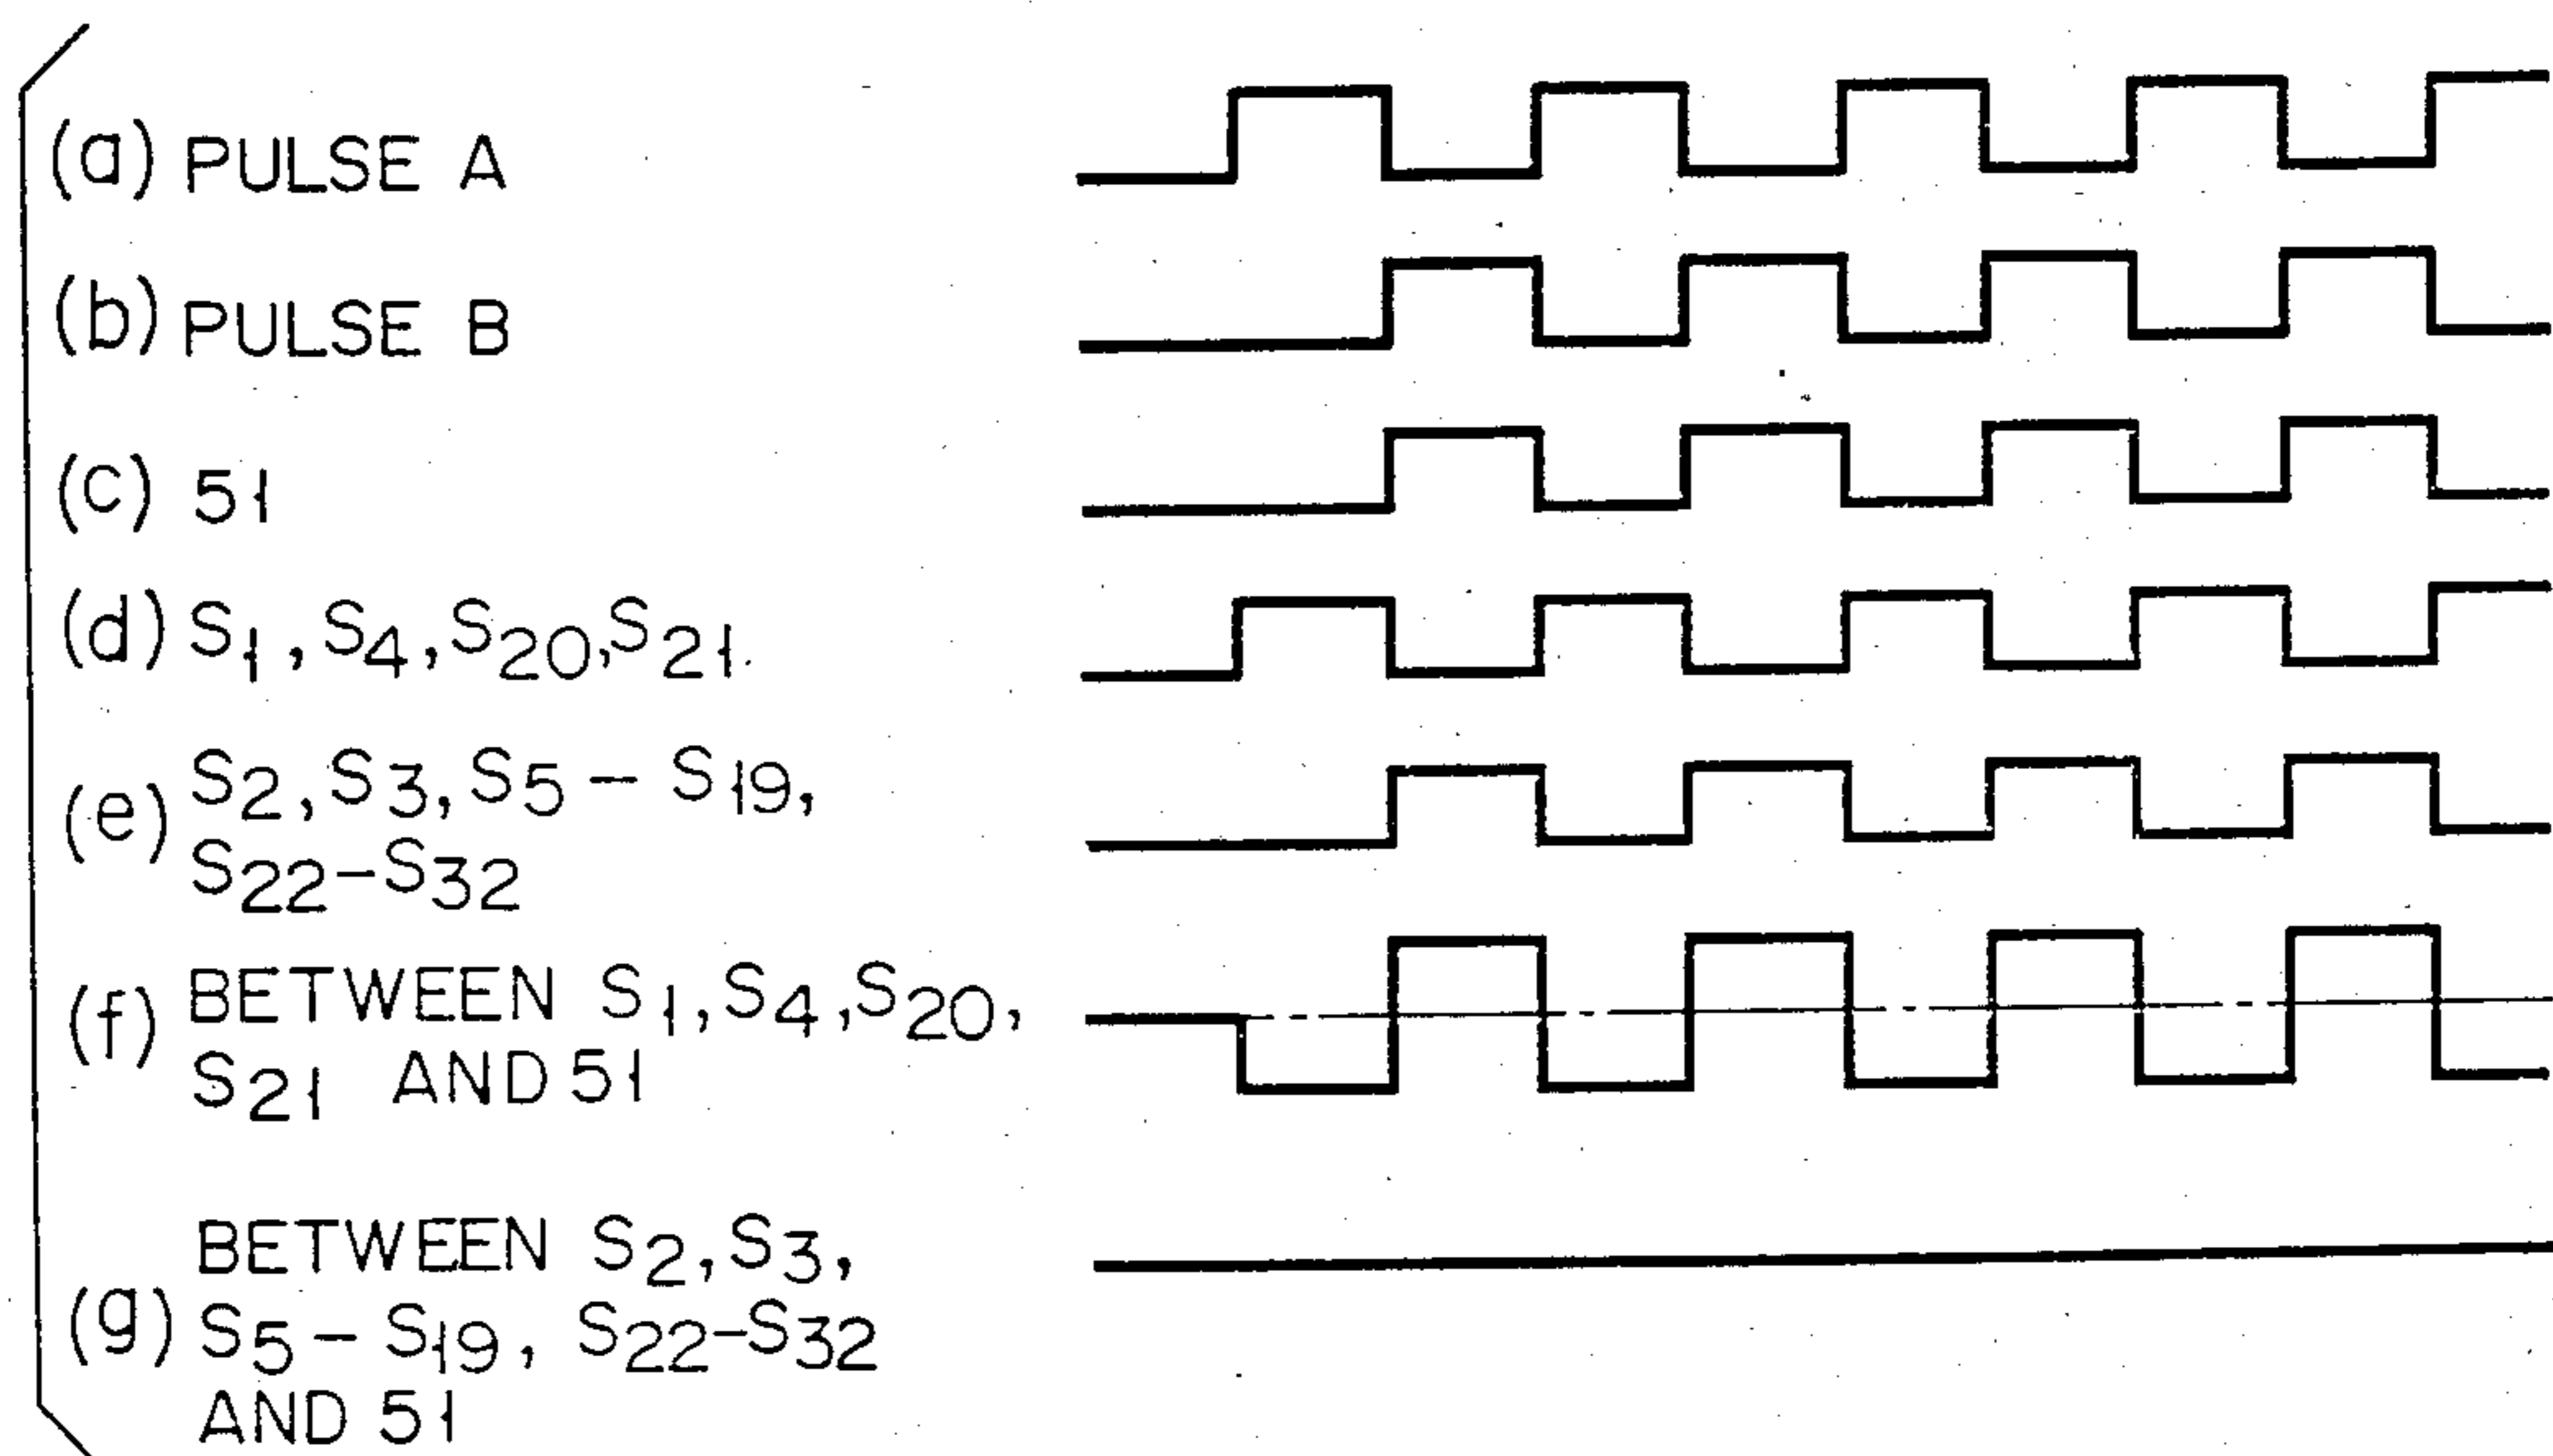 (a) PULSE A
(b) PULSE B
(c) 51
(d) S1, S4, S20, S21
(e) S2, S3, S5 - S19,
S22-S32
(f) BETWEEN S1, S4, S20,
S21 AND 51
BETWEEN S2, S3,
(g) S5 - S19, S22-S32
AND 51